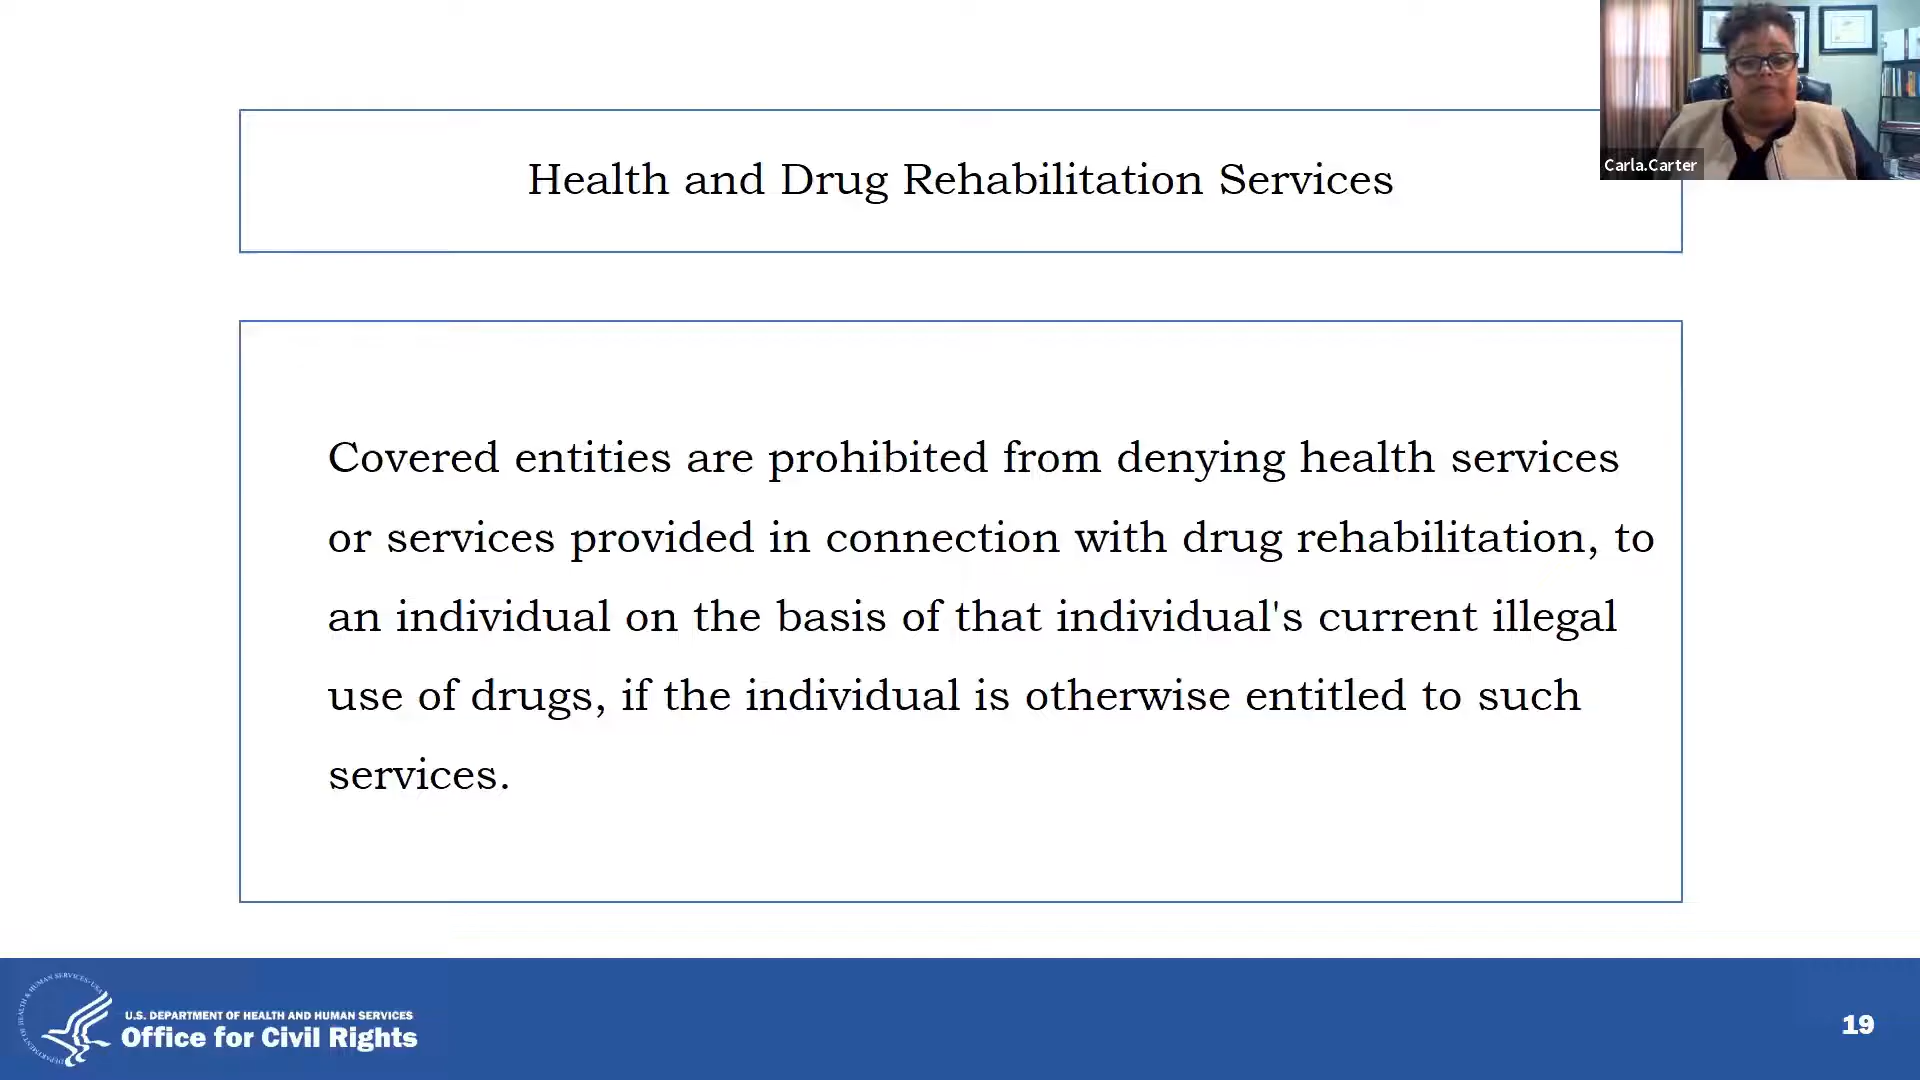 Carla.Carter
Health and Drug Rehabilitation Services
Covered entities are prohibited from denying health services
or services provided in connection with drug rehabilitation, to
an individual on the basis of that individual's current illegal
use of drugs, if the individual is otherwise entitled to such
services.
U.S. DEPARTMENT OF HEALTH AND HUMAN SERVICES
Office for Civil Rights
19